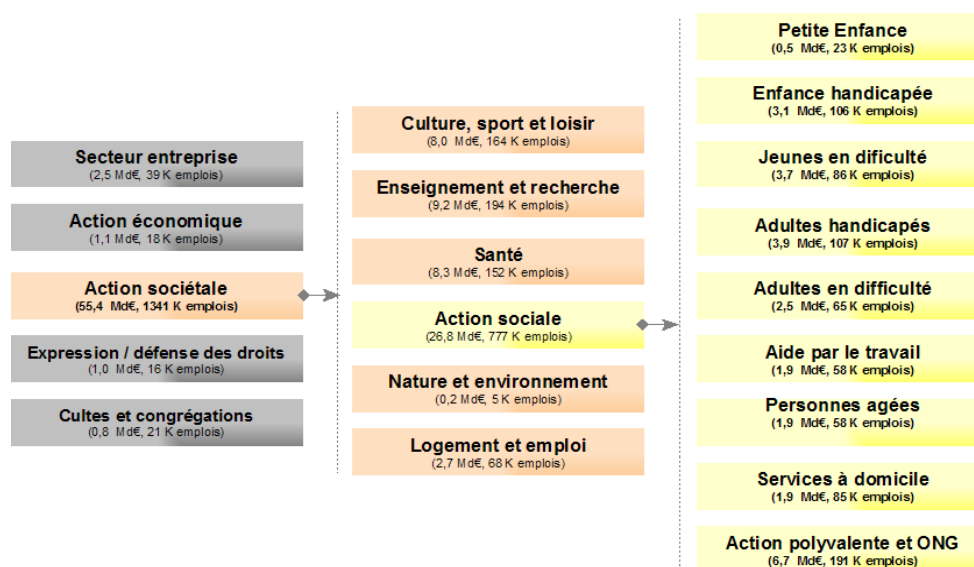 Secteur entreprise
(2,5 Md€, 39 K emplois)
Action économique
(1,1 Md€, 18 K emplois)
Action sociétale
(55,4 Md€, 1341 K emplois)
Expression / défense des droits
(1,0 Md€, 16 K emplois)
Cultes et congrégations
(0,8 Md€, 21 K emplois)
Culture, sport et loisir
(8,0 Md€, 164 K emplois)
Enseignement et recherche
(9,2 Md€, 194 K emplois)
Santé
(8,3 Md€, 152 K emplois)
Action sociale
(26,8 Md€, 777 K emplois)
Nature et environnement
(0,2 Md€, 5 K emplois)
Logement et emploi
(2,7 Md€, 68 K emplois)
Petite Enfance
(0,5 Md€, 23 K emplois)
Enfance handicapée
(3,1 Md€, 106 K emplois)
Jeunes en dificulté
(3,7 Md€, 86 K emplois)
Adultes handicapés
(3,9 Md€, 107 K emplois)
Adultes en difficulté
(2,5 Md€, 65 K emplois)
Aide par le travail
(1,9 Md€, 58 K emplois)
Personnes agées
(1,9 Md€, 58 K emplois)
Services à domicile
(1,9 Md€, 85 K emplois)
Action polyvalente et ONG
(6,7 Md€, 191 K emplois)